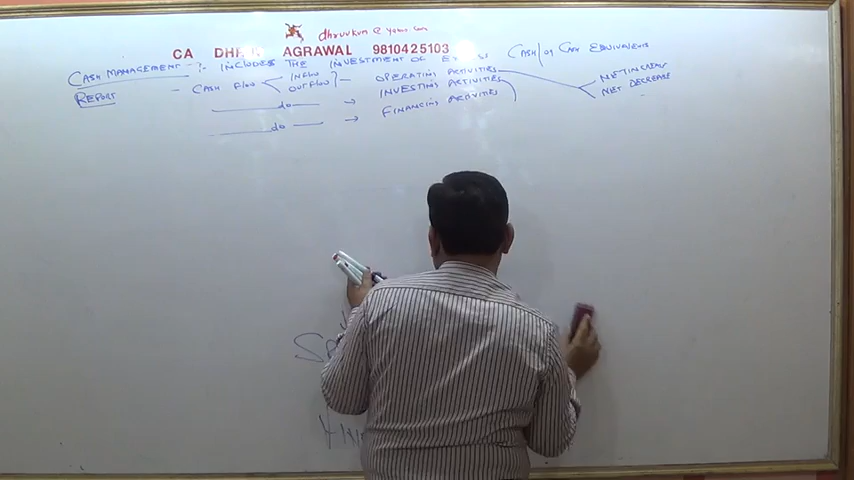 dhruvkum @ yahoo.com
CA DHR AGRAWAL 9810425103
CASH MANAGEMENT -: :- INCLUDES THE INVESTMENT OF CASH/OR CASH EQUIVALENTS
REPORT - CASH FLOW INFLOW OUTFLOW - OPERATING ACTIVITIES NET INCREASE NET DECREASE
do → INVESTING ACTIVITIES
do → FINANCING ACTIVITIES